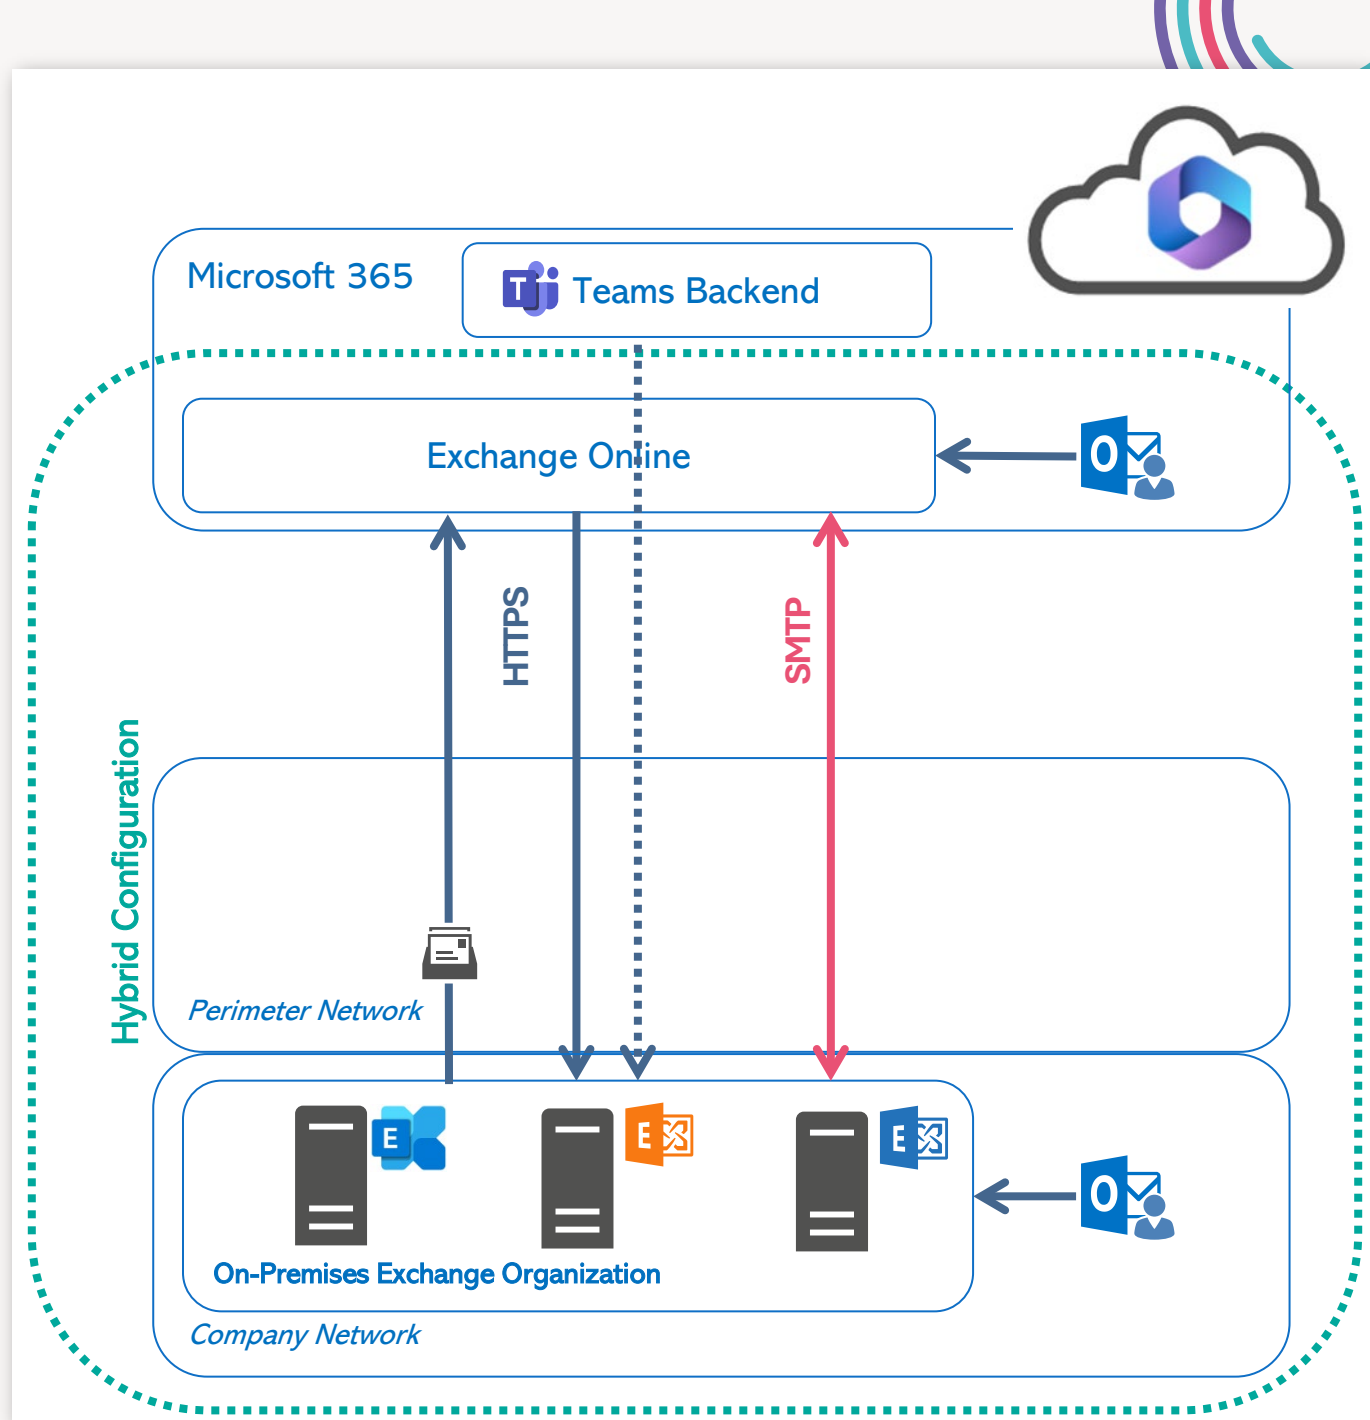 Microsoft 365
T
Teams Backend
Exchange Online
O
HTTPS
SMTP
Hybrid Configuration
Perimeter Network
E
E
E
O
On-Premises Exchange Organization
Company Network